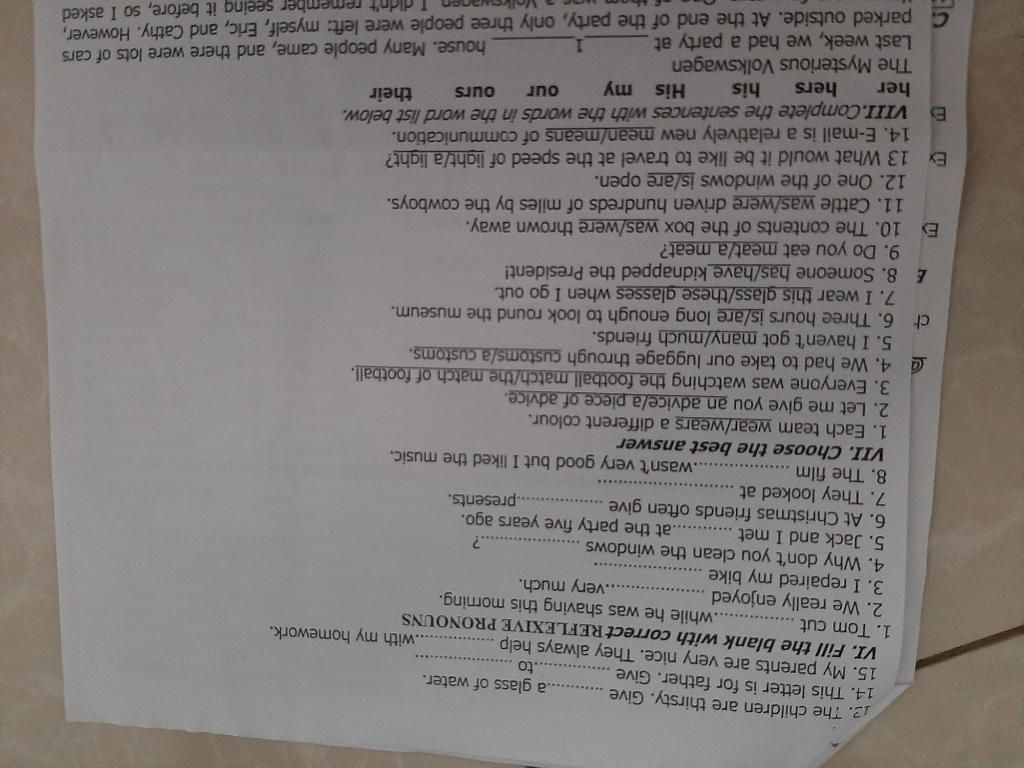 13. The children are thirsty. Give ............a glass of water.
14. This letter is for father. Give ................to .....................
15. My parents are very nice. They always help .................with my homework.
VI. Fill the blank with correct REFLEXIVE PRONOUNS
1. Tom cut .................while he was shaving this morning.
2. We really enjoyed .....................very much.
3. I repaired my bike .......................
4. Why don't you clean the windows .....................?
5. Jack and I met .............at the party five years ago.
6. At Christmas friends often give ..................presents.
7. They looked at .............................
8. The film ....................wasn't very good but I liked the music.
VII. Choose the best answer
1. Each team wear/wears a different colour.
2. Let me give you an advice/a piece of advice.
3. Everyone was watching the football match/the match of football.
4. We had to take our luggage through customs/a customs.
5. I haven't got many/much friends.
6. Three hours is/are long enough to look round the museum.
7. I wear this glass/these glasses when I go out.
8. Someone has/have kidnapped the President!
9. Do you eat meat/a meat?
10. The contents of the box was/were thrown away.
11. Cattle was/were driven hundreds of miles by the cowboys.
12. One of the windows is/are open.
13 What would it be like to travel at the speed of light/a light?
14. E-mail is a relatively new mean/means of communication.
VIII.Complete the sentences with the words in the word list below.
her hers his His my our ours their
The Mysterious Volkswagen
Last week, we had a party at ______1______ house. Many people came, and there were lots of cars
parked outside. At the end of the party, only three people were left: myself, Eric, and Cathy. However,
One of them was a Volkswagen. I didn't remember seeing it before, so I asked